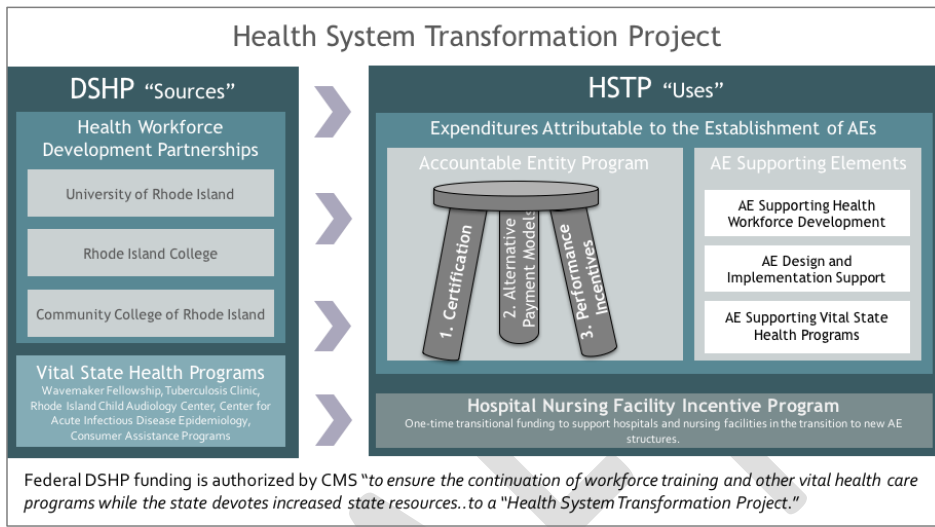 Health System Transformation Project
DSHP "Sources"
Health Workforce
Development Partnerships
University of Rhode Island
Rhode Island College
Community College of Rhode Island
Vital State Health Programs
Wavemaker Fellowship, Tuberculosis Clinic,
Rhode Island Child Audiology Center, Center for
Acute Infectious Disease Epidemiology,
Consumer Assistance Programs
HSTP "Uses"
Expenditures Attributable to the Establishment of AEs
Accountable Entity Program
1. Certification
2. Alternative
Payment Models
3. Performance
Incentives
AE Supporting Elements
AE Supporting Health
Workforce Development
AE Design and
Implementation Support
AE Supporting Vital State
Health Programs
Hospital Nursing Facility Incentive Program
One-time transitional funding to support hospitals and nursing facilities in the transition to new AE
structures.
Federal DSHP funding is authorized by CMS "to ensure the continuation of workforce training and other vital health care
programs while the state devotes increased state resources..to a "Health System Transformation Project."